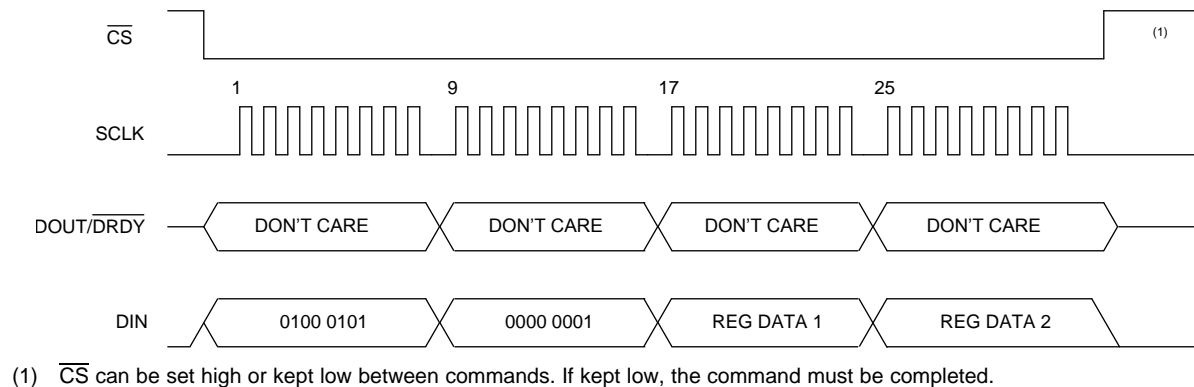 CS
(1)
1 9 17 25
SCLK
DOUT/DRDY DON'T CARE DON'T CARE DON'T CARE DON'T CARE
DIN 0100 0101 0000 0001 REG DATA 1 REG DATA 2
(1) CS can be set high or kept low between commands. If kept low, the command must be completed.